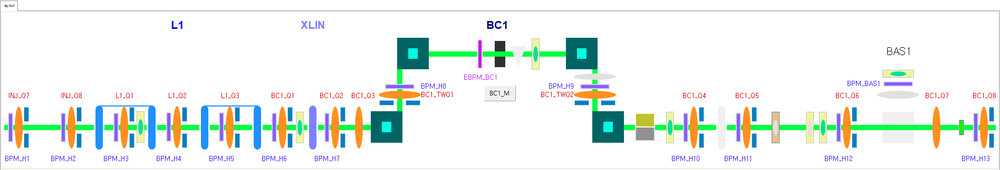 layout
L1
XLIN
BC1
BAS1
EBPM_BC1
BPM_H8
BPM_H9
BPM_BAS1
BC1_M
INJ_Q7
INJ_Q8
L1_Q1
L1_Q2
L1_Q3
BC1_Q1
BC1_Q2
BC1_Q3
BC1_TWQ1
BC1_TWQ2
BC1_Q4
BC1_Q5
BC1_Q6
BC1_Q7
BC1_Q8
BPM_H1
BPM_H2
BPM_H3
BPM_H4
BPM_H5
BPM_H6
BPM_H7
BPM_H10
BPM_H11
BPM_H12
BPM_H13